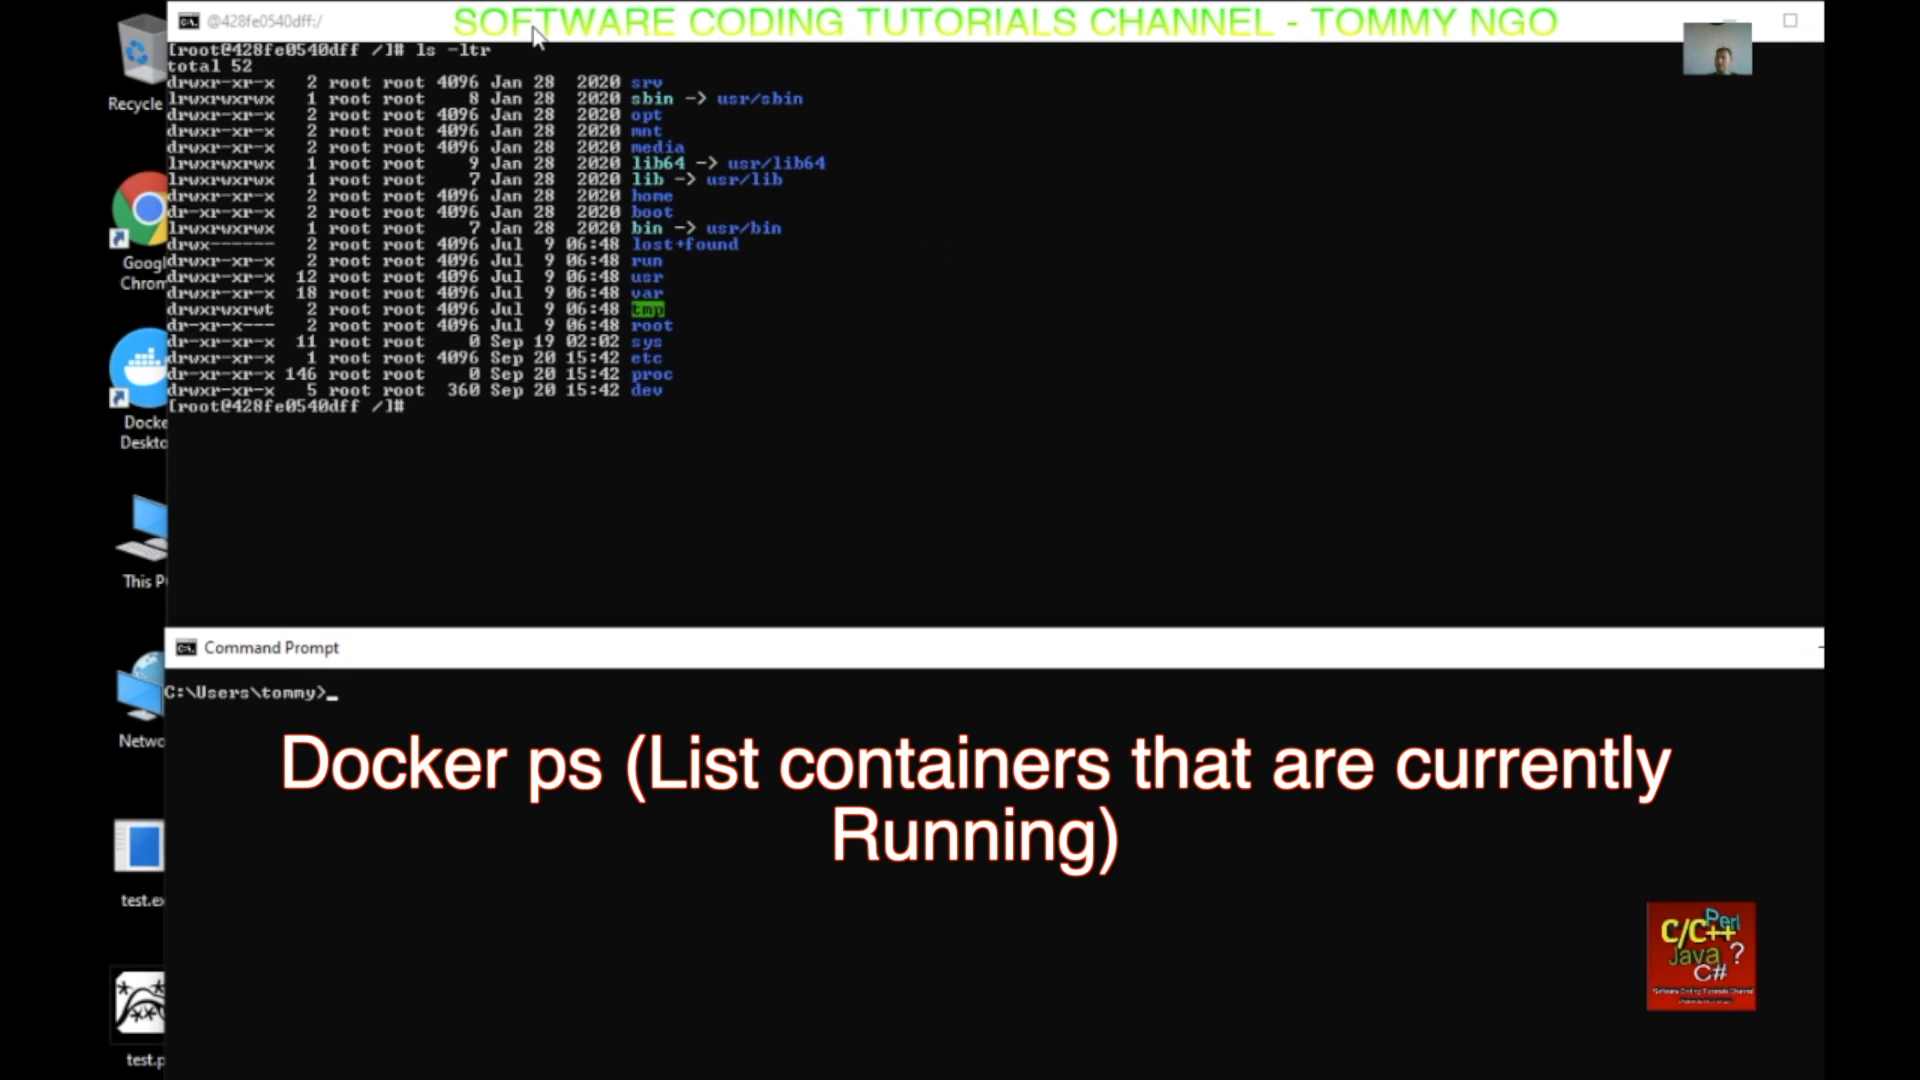 @428fe0540dff:/
SOFTWARE CODING TUTORIALS CHANNEL - TOMMY NGO
[root@428fe0540dff /]# ls -ltr
total 52
drwxr-xr-x   2 root root 4096 Jan 28  2020 srv
lrwxrwxrwx   1 root root    8 Jan 28  2020 sbin -> usr/sbin
drwxr-xr-x   2 root root 4096 Jan 28  2020 opt
drwxr-xr-x   2 root root 4096 Jan 28  2020 mnt
drwxr-xr-x   2 root root 4096 Jan 28  2020 media
lrwxrwxrwx   1 root root    9 Jan 28  2020 lib64 -> usr/lib64
lrwxrwxrwx   1 root root    7 Jan 28  2020 lib -> usr/lib
drwxr-xr-x   2 root root 4096 Jan 28  2020 home
dr-xr-xr-x   2 root root 4096 Jan 28  2020 boot
lrwxrwxrwx   1 root root    7 Jan 28  2020 bin -> usr/bin
drwx------   2 root root 4096 Jul  9 06:48 lost+found
drwxr-xr-x   2 root root 4096 Jul  9 06:48 run
drwxr-xr-x  12 root root 4096 Jul  9 06:48 usr
drwxr-xr-x  18 root root 4096 Jul  9 06:48 var
drwxrwxrwt   2 root root 4096 Jul  9 06:48 tmp
dr-xr-x---   2 root root 4096 Jul  9 06:48 root
dr-xr-xr-x  11 root root    0 Sep 19 02:02 sys
drwxr-xr-x   1 root root 4096 Sep 20 15:42 etc
dr-xr-xr-x 146 root root    0 Sep 20 15:42 proc
drwxr-xr-x   5 root root  360 Sep 20 15:42 dev
[root@428fe0540dff /]#
Recycle
Googl
Chrom
Docke
Deskto
This P
Netwo
test.ex
test.p
Command Prompt
C:\Users\tommy>_
Docker ps (List containers that are currently
Running)
Perl
C/C++
Java ?
C#
Software Coding Tutorials Channel